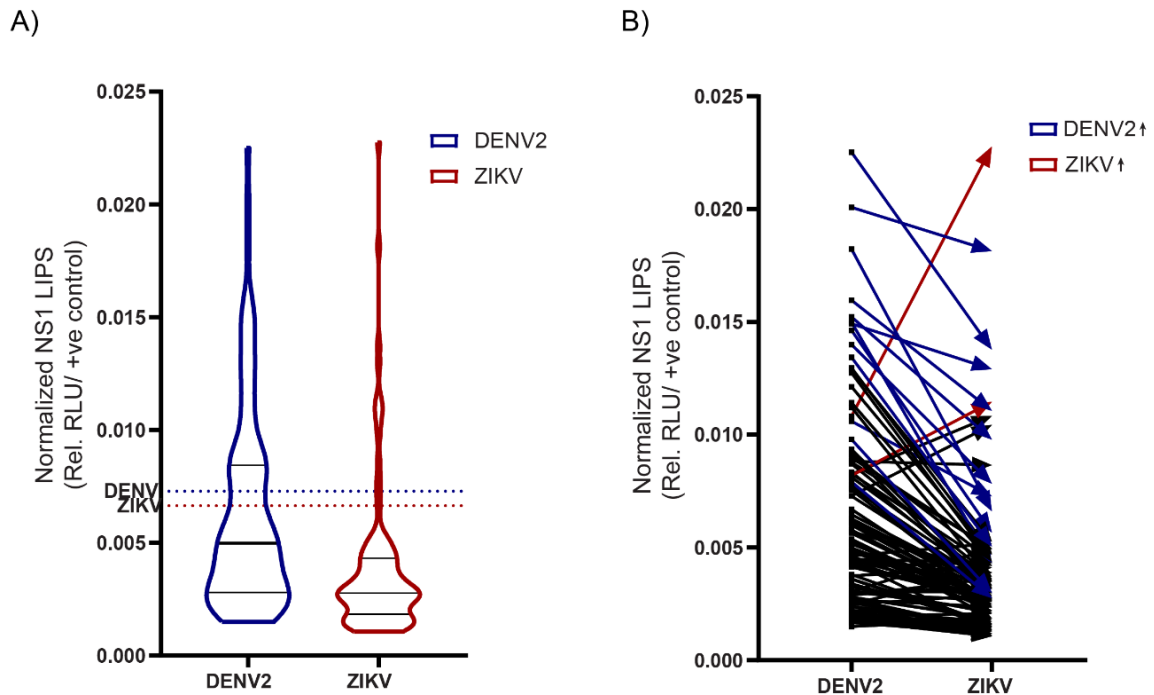 A)
Normalized NS1 LIPS
(Rel. RLU/ +ve control)
0.025
0.020
0.015
0.010
0.005
0.000
DENV
ZIKV
DENV2
ZIKV
DENV2
ZIKV
B)
Normalized NS1 LIPS
(Rel. RLU/ +ve control)
0.025
0.020
0.015
0.010
0.005
0.000
DENV2↑
ZIKV↑
DENV2
ZIKV